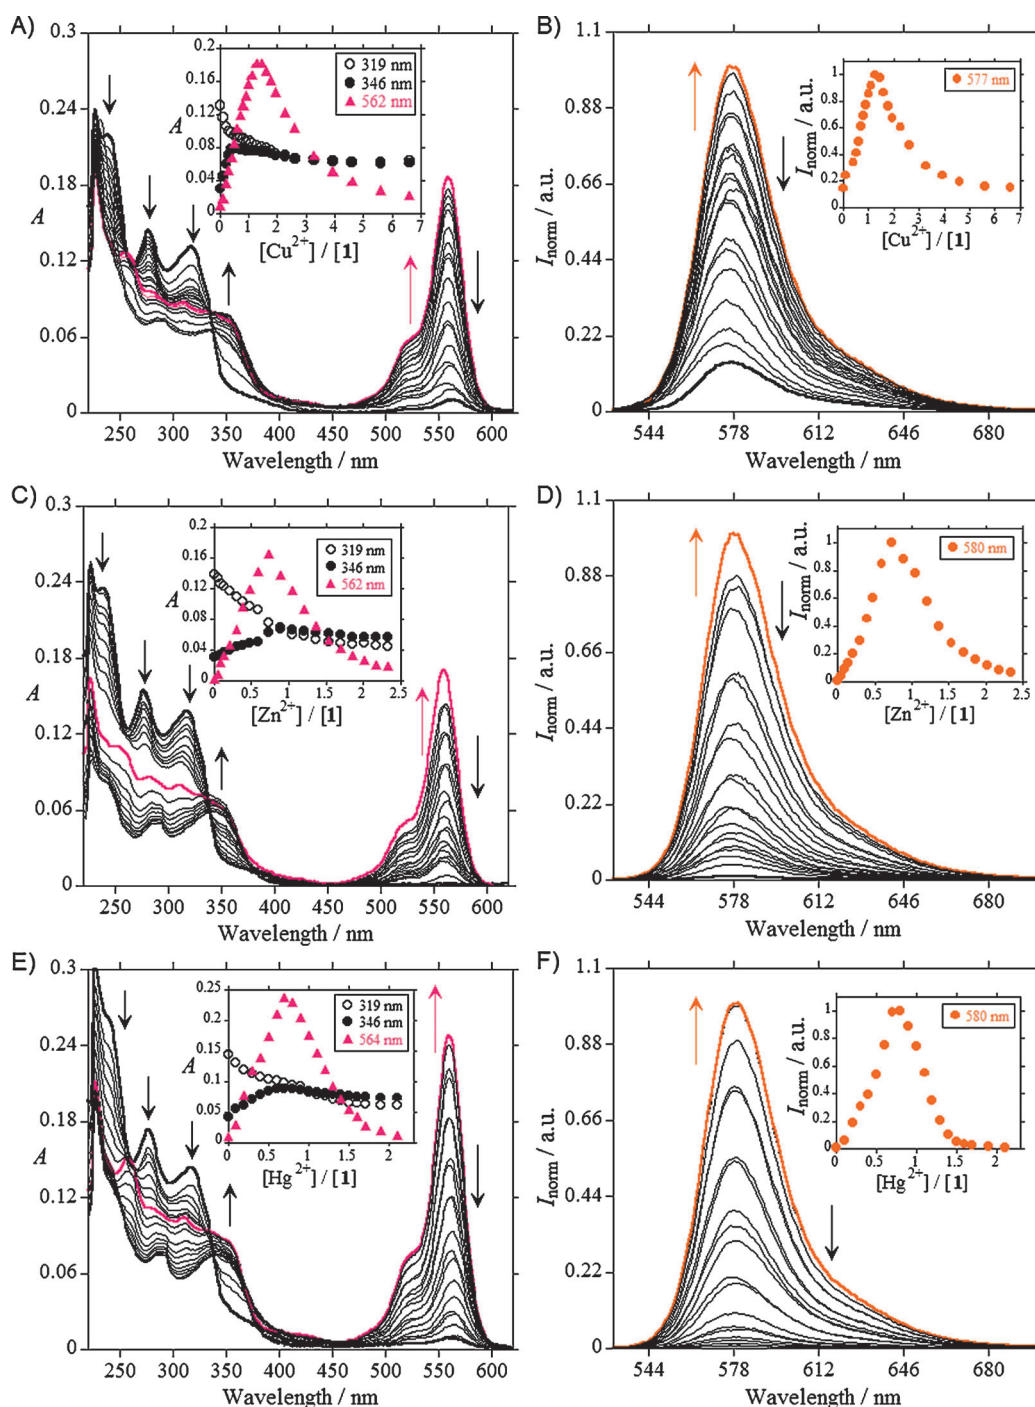 A)
0.3
0.24
0.18
A
0.12
0.06
0
250 300 350 400 450 500 550 600
Wavelength / nm
0.2
0.16
0.12
A
0.08
0.04
0
0 1 2 3 4 5 6 7
[Cu2+] / [1]
319 nm
346 nm
562 nm
B)
1.1
0.88
0.66
Inorm / a.u.
0.44
0.22
0
544 578 612 646 680
Wavelength / nm
1
0.8
0.6
Inorm / a.u.
0.4
0.2
0
0 1 2 3 4 5 6 7
[Cu2+] / [1]
577 nm
C)
0.3
0.24
0.18
A
0.12
0.06
0
250 300 350 400 450 500 550 600
Wavelength / nm
0.2
0.16
0.12
A
0.08
0.04
0
0 0.5 1 1.5 2 2.5
[Zn2+] / [1]
319 nm
346 nm
562 nm
D)
1.1
0.88
0.66
Inorm / a.u.
0.44
0.22
0
544 578 612 646 680
Wavelength / nm
1
0.8
0.6
Inorm / a.u.
0.4
0.2
0
0 0.5 1 1.5 2 2.5
[Zn2+] / [1]
580 nm
E)
0.3
0.24
0.18
A
0.12
0.06
0
250 300 350 400 450 500 550 600
Wavelength / nm
0.25
0.2
0.15
A
0.1
0.05
0
0 0.5 1 1.5 2
[Hg2+] / [1]
319 nm
346 nm
564 nm
F)
1.1
0.88
0.66
Inorm / a.u.
0.44
0.22
0
544 578 612 646 680
Wavelength / nm
1
0.8
0.6
Inorm / a.u.
0.4
0.2
0
0 0.5 1 1.5 2
[Hg2+] / [1]
580 nm